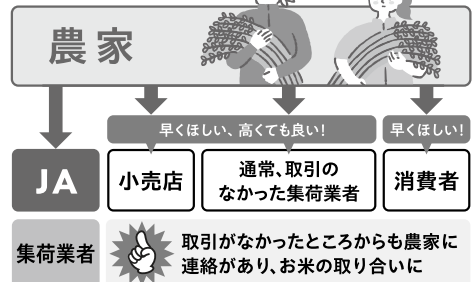 農家
早くほしい、高くても良い!
早くほしい!
JA
小売店
通常、取引の
なかった集荷業者
消費者
集荷業者
取引がなかったところからも農家に
連絡があり、お米の取り合いに